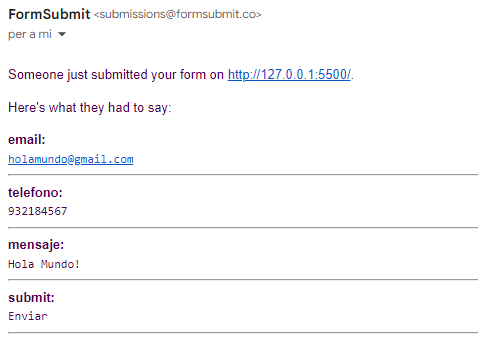 FormSubmit <submissions@formsubmit.co>
per a mi
Someone just submitted your form on http://127.0.0.1:5500/.
Here's what they had to say:
email:
holamundo@gmail.com
telefono:
932184567
mensaje:
Hola Mundo!
submit:
Enviar